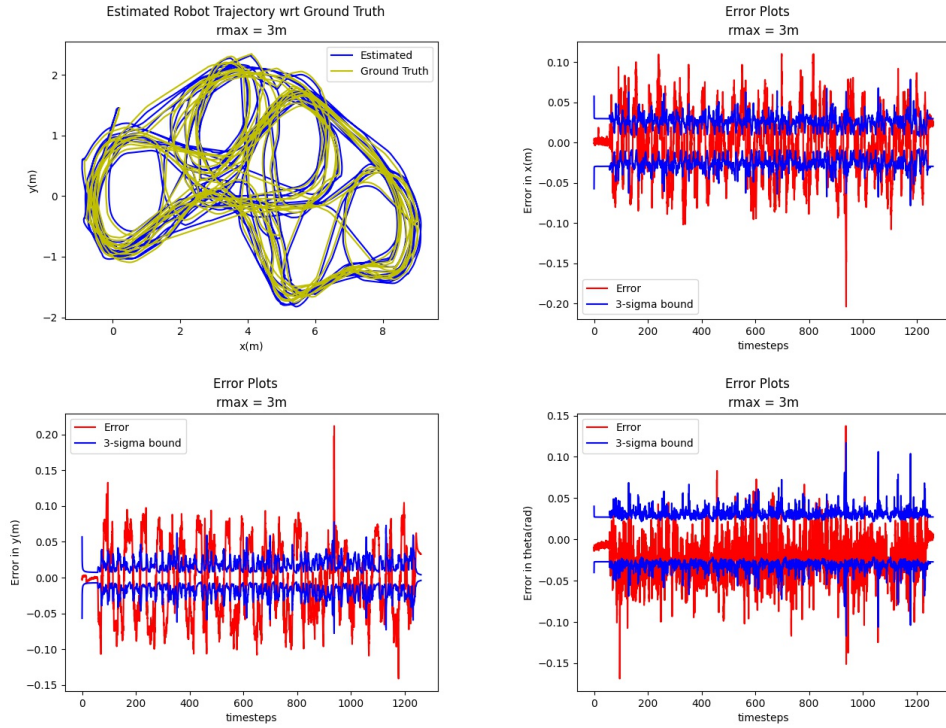 Estimated Robot Trajectory wrt Ground Truth
rmax = 3m
Estimated
Ground Truth
2
1
0
−1
−2
y(m)
0
2
4
6
8
x(m)
Error Plots
rmax = 3m
0.10
0.05
0.00
−0.05
−0.10
−0.15
−0.20
Error in x(m)
Error
3-sigma bound
0
200
400
600
800
1000
1200
timesteps
Error Plots
rmax = 3m
Error
3-sigma bound
0.20
0.15
0.10
0.05
0.00
−0.05
−0.10
−0.15
Error in y(m)
0
200
400
600
800
1000
1200
timesteps
Error Plots
rmax = 3m
Error
3-sigma bound
0.15
0.10
0.05
0.00
−0.05
−0.10
−0.15
Error in theta(rad)
0
200
400
600
800
1000
1200
timesteps